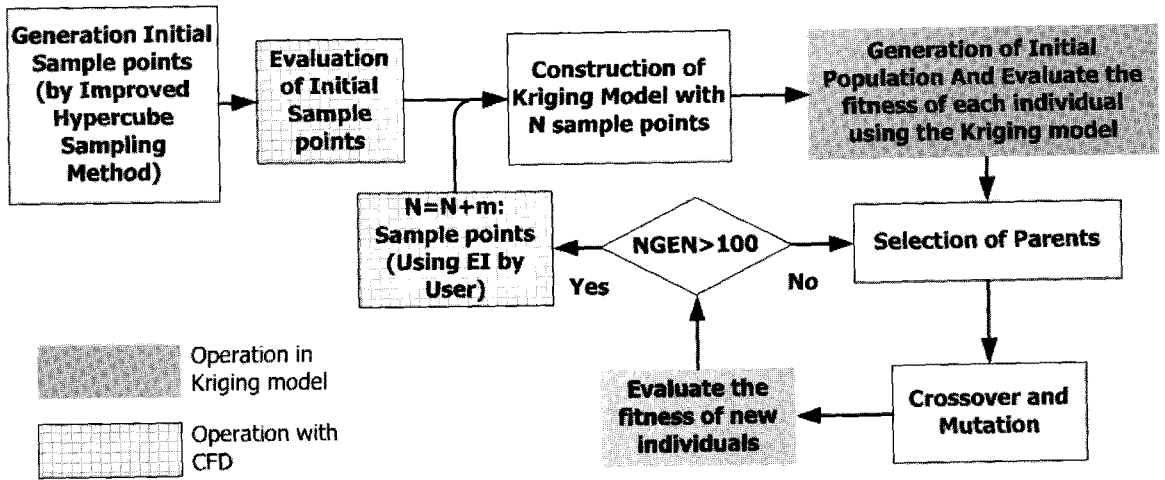 Generation Initial
Sample points
(by Improved
Hypercube
Sampling
Method)
Evaluation
of Initial
Sample
points
Construction of
Kriging Model with
N sample points
Generation of Initial
Population And Evaluate the
fitness of each individual
using the Kriging model
N=N+m:
Sample points
(Using EI by
User)
Yes
NGEN>100
No
Selection of Parents
Crossover and
Mutation
Evaluate the
fitness of new
individuals
Operation in
Kriging model
Operation with
CFD